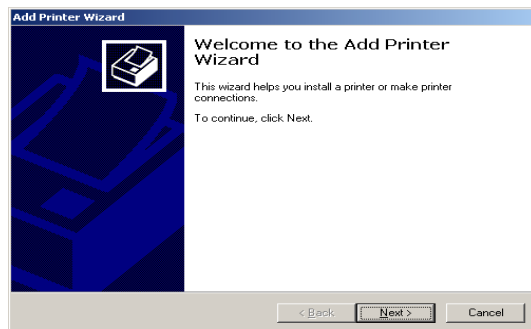 Add Printer Wizard
Welcome to the Add Printer
Wizard
This wizard helps you install a printer or make printer
connections.
To continue, click Next.
< Back
Next >
Cancel